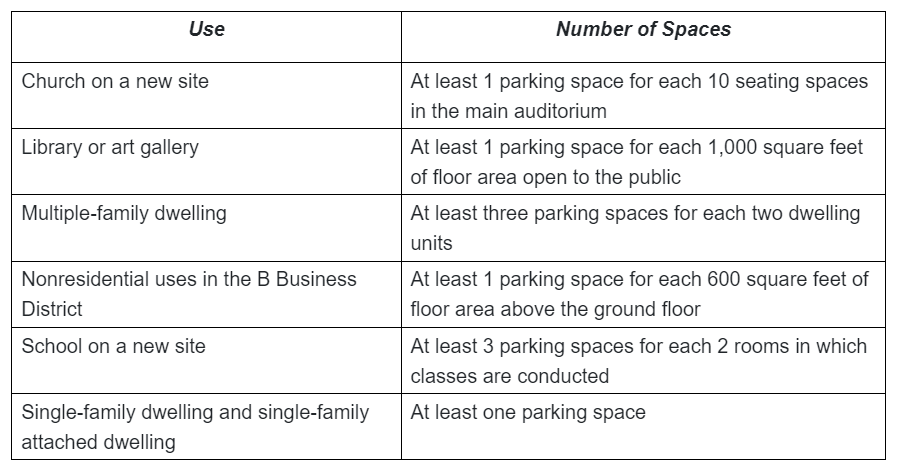 Use
Number of Spaces
Church on a new site
At least 1 parking space for each 10 seating spaces
in the main auditorium
Library or art gallery
At least 1 parking space for each 1,000 square feet
of floor area open to the public
Multiple-family dwelling
At least three parking spaces for each two dwelling
units
Nonresidential uses in the B Business
District
At least 1 parking space for each 600 square feet of
floor area above the ground floor
School on a new site
At least 3 parking spaces for each 2 rooms in which
classes are conducted
Single-family dwelling and single-family
attached dwelling
At least one parking space